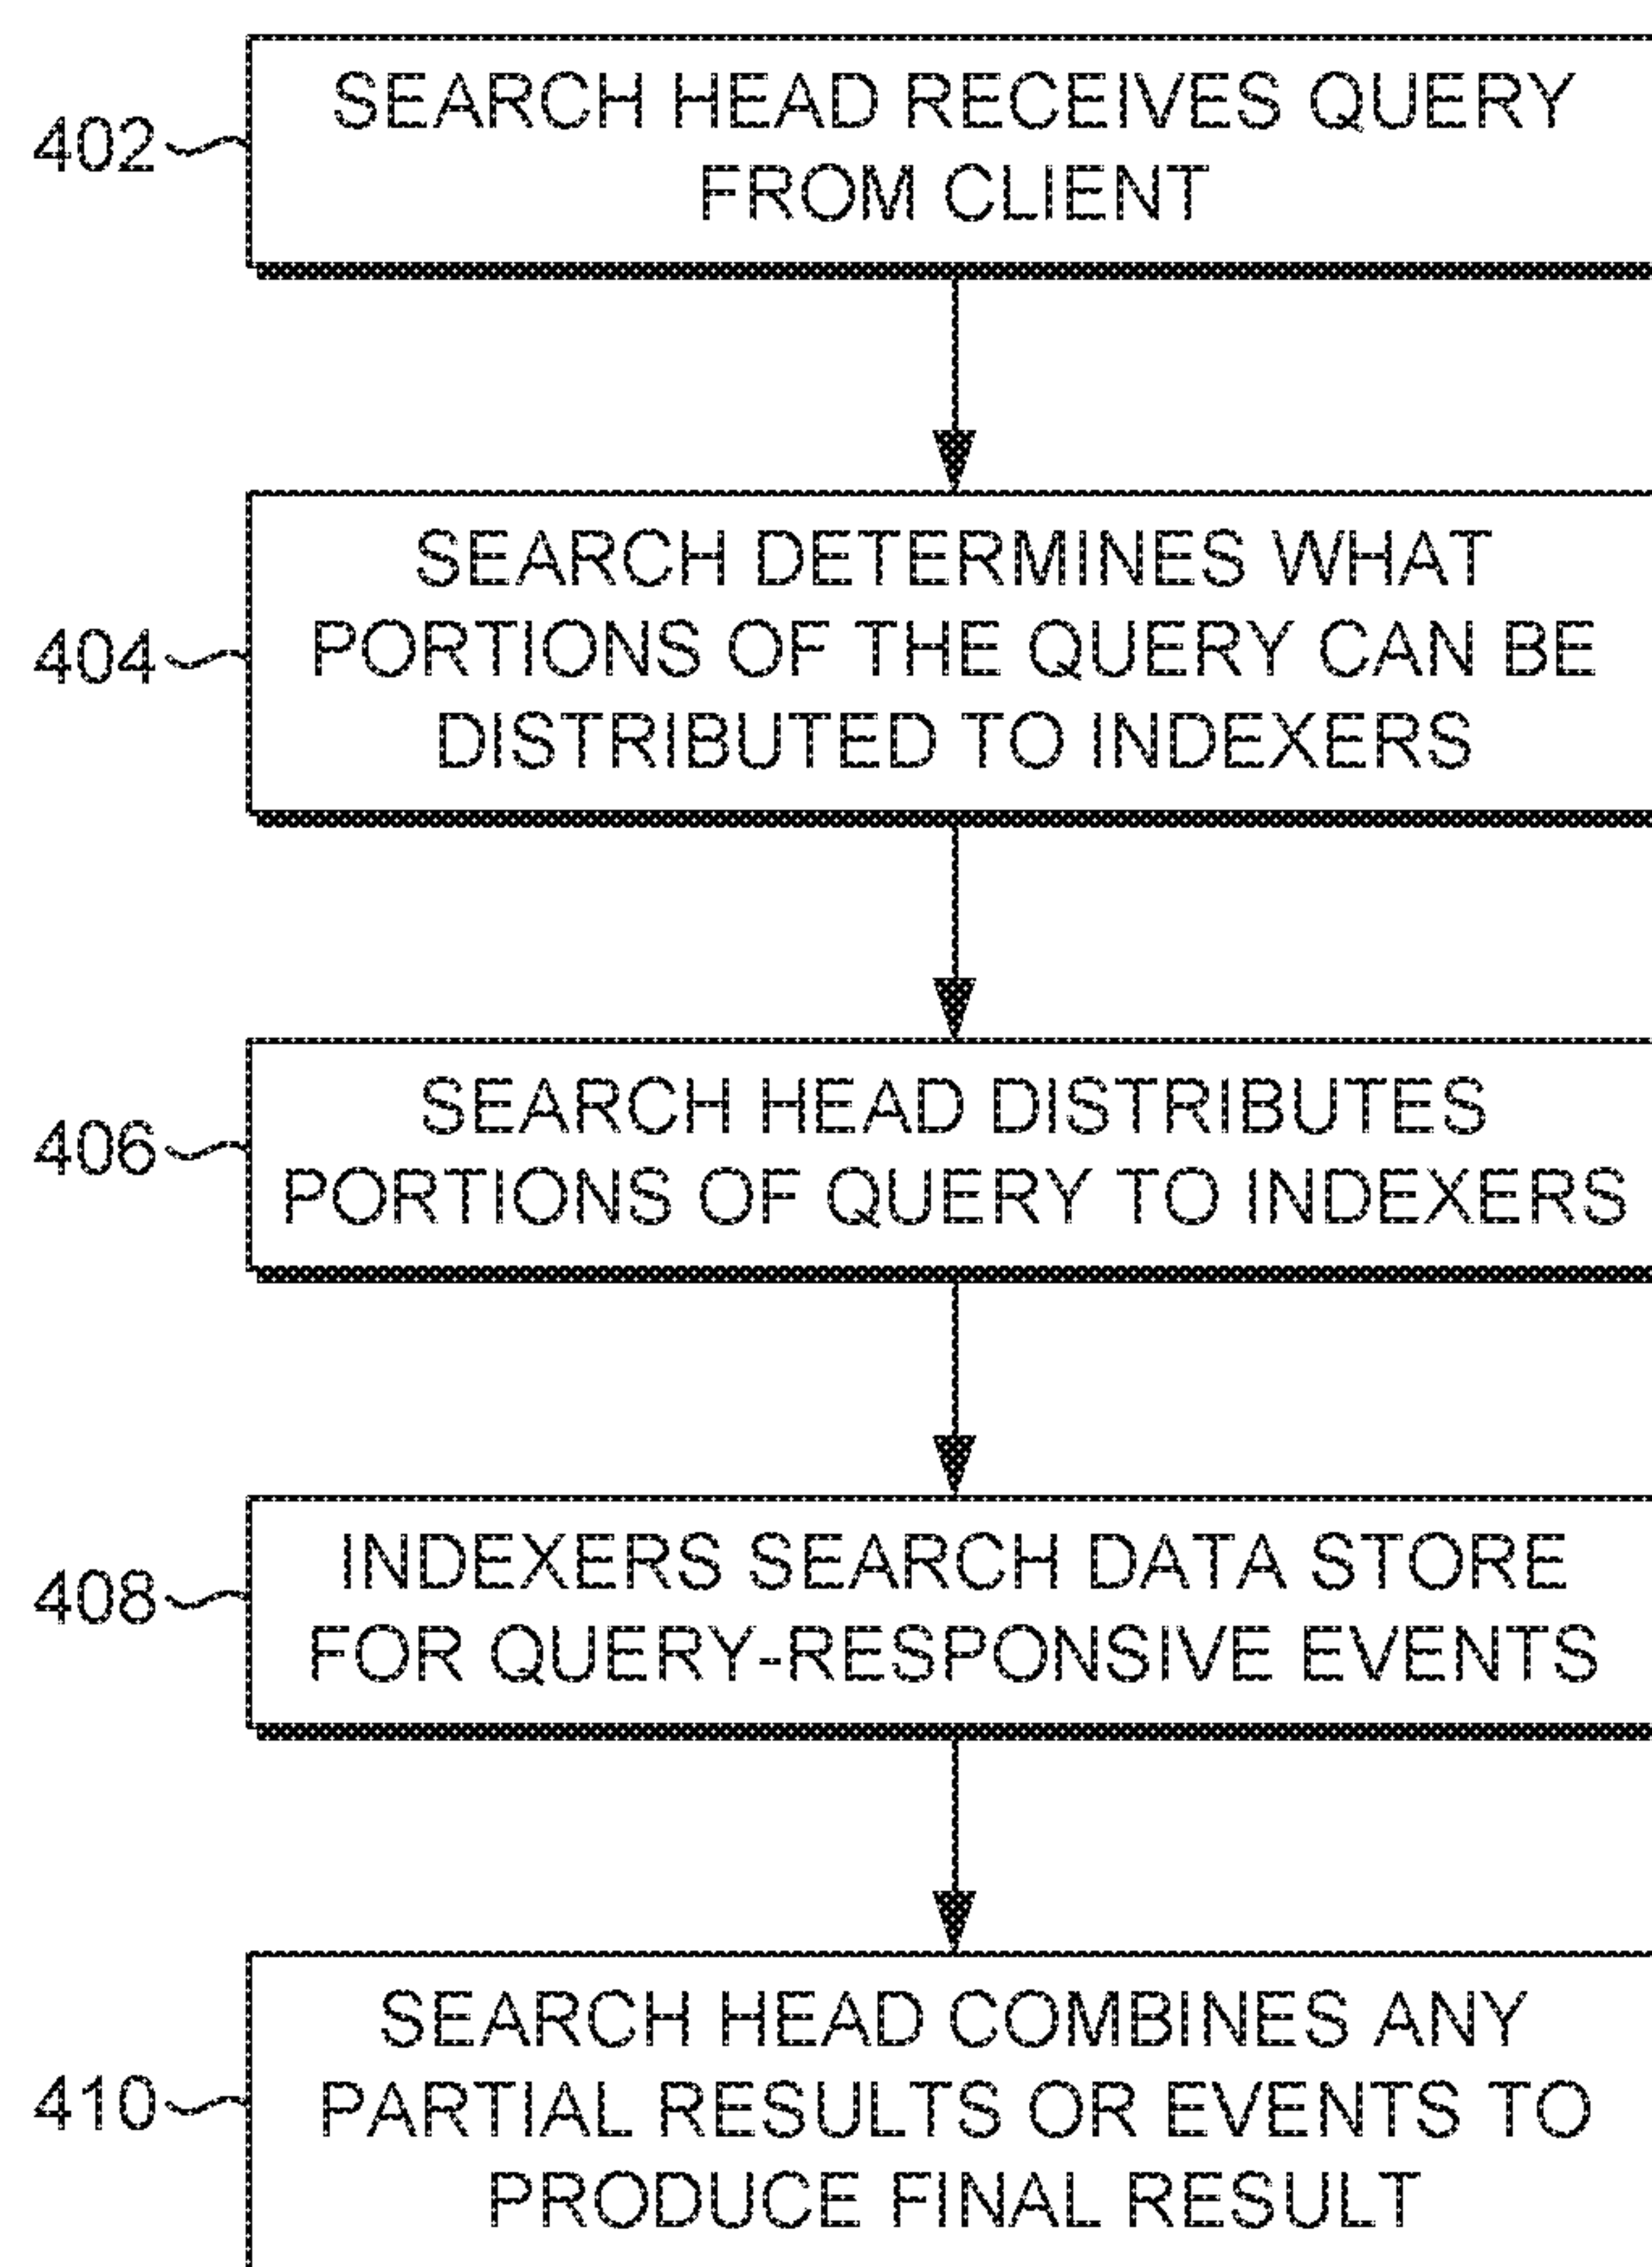 402
SEARCH HEAD RECEIVES QUERY
FROM CLIENT
404
SEARCH DETERMINES WHAT
PORTIONS OF THE QUERY CAN BE
DISTRIBUTED TO INDEXERS
406
SEARCH HEAD DISTRIBUTES
PORTIONS OF QUERY TO INDEXERS
408
INDEXERS SEARCH DATA STORE
FOR QUERY-RESPONSIVE EVENTS
410
SEARCH HEAD COMBINES ANY
PARTIAL RESULTS OR EVENTS TO
PRODUCE FINAL RESULT